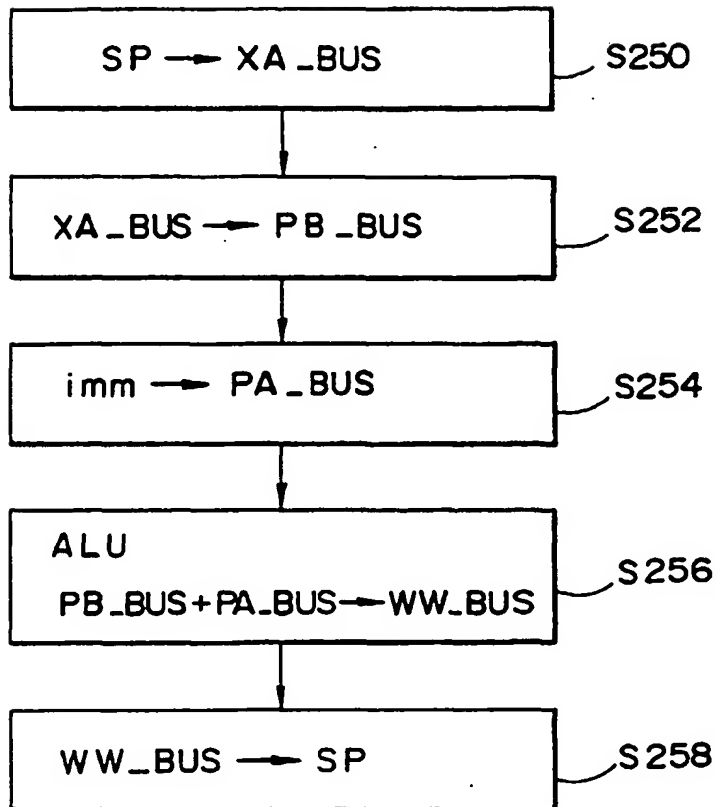 SP → XA_BUS
S250
XA_BUS → PB_BUS
S252
imm → PA_BUS
S254
ALU
PB_BUS+PA_BUS→WW_BUS
S256
WW_BUS → SP
S258